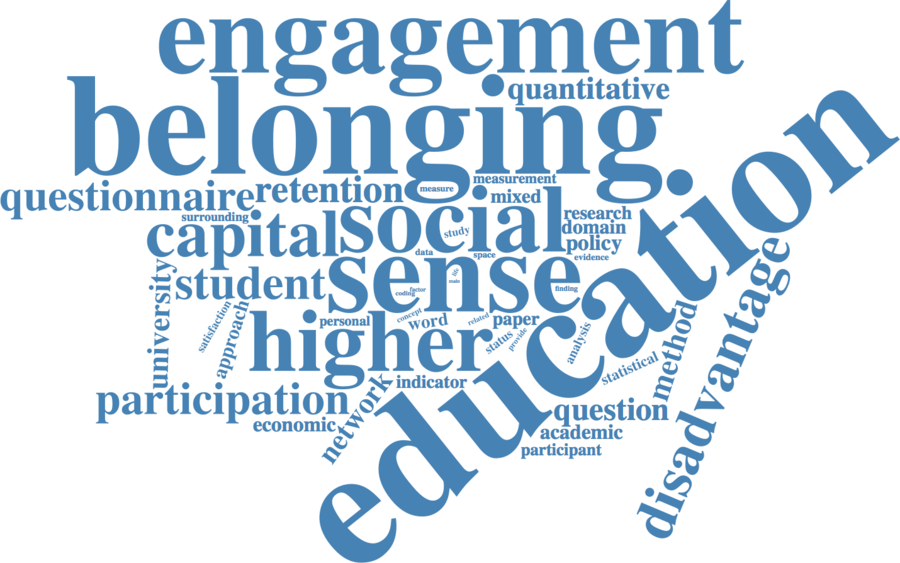 engagement
quantitative
belonging
measurement
questionnaire
retention
measure
mixed
surrounding
capital
social
study
research
domain
policy
evidence
data
space
university
student
sense
life
main
factor
coding
finding
education
disadvantage
satisfaction
approach
higher
personal
concept
word
related
paper
status
provide
analysis
statistical
method
participation
network
indicator
economic
question
academic
participant